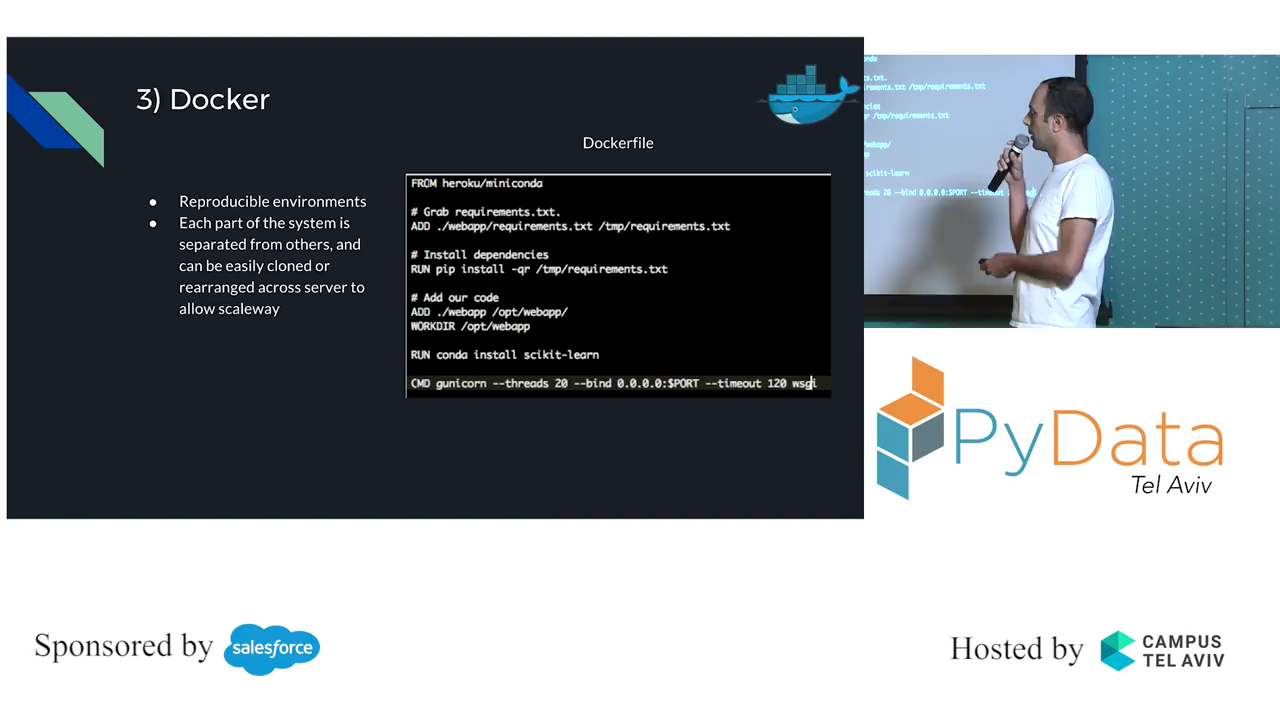 3) Docker
Dockerfile
● Reproducible environments
● Each part of the system is
separated from others, and
can be easily cloned or
rearranged across server to
allow scaleway
FROM heroku/miniconda
# Grab requirements.txt.
ADD ./webapp/requirements.txt /tmp/requirements.txt
# Install dependencies
RUN pip install -qr /tmp/requirements.txt
# Add our code
ADD ./webapp /opt/webapp/
WORKDIR /opt/webapp
RUN conda install scikit-learn
CMD gunicorn --threads 20 --bind 0.0.0.0:$PORT --timeout 120 wsgi
PyData
Tel Aviv
Sponsored by
salesforce
Hosted by
CAMPUS
TEL AVIV